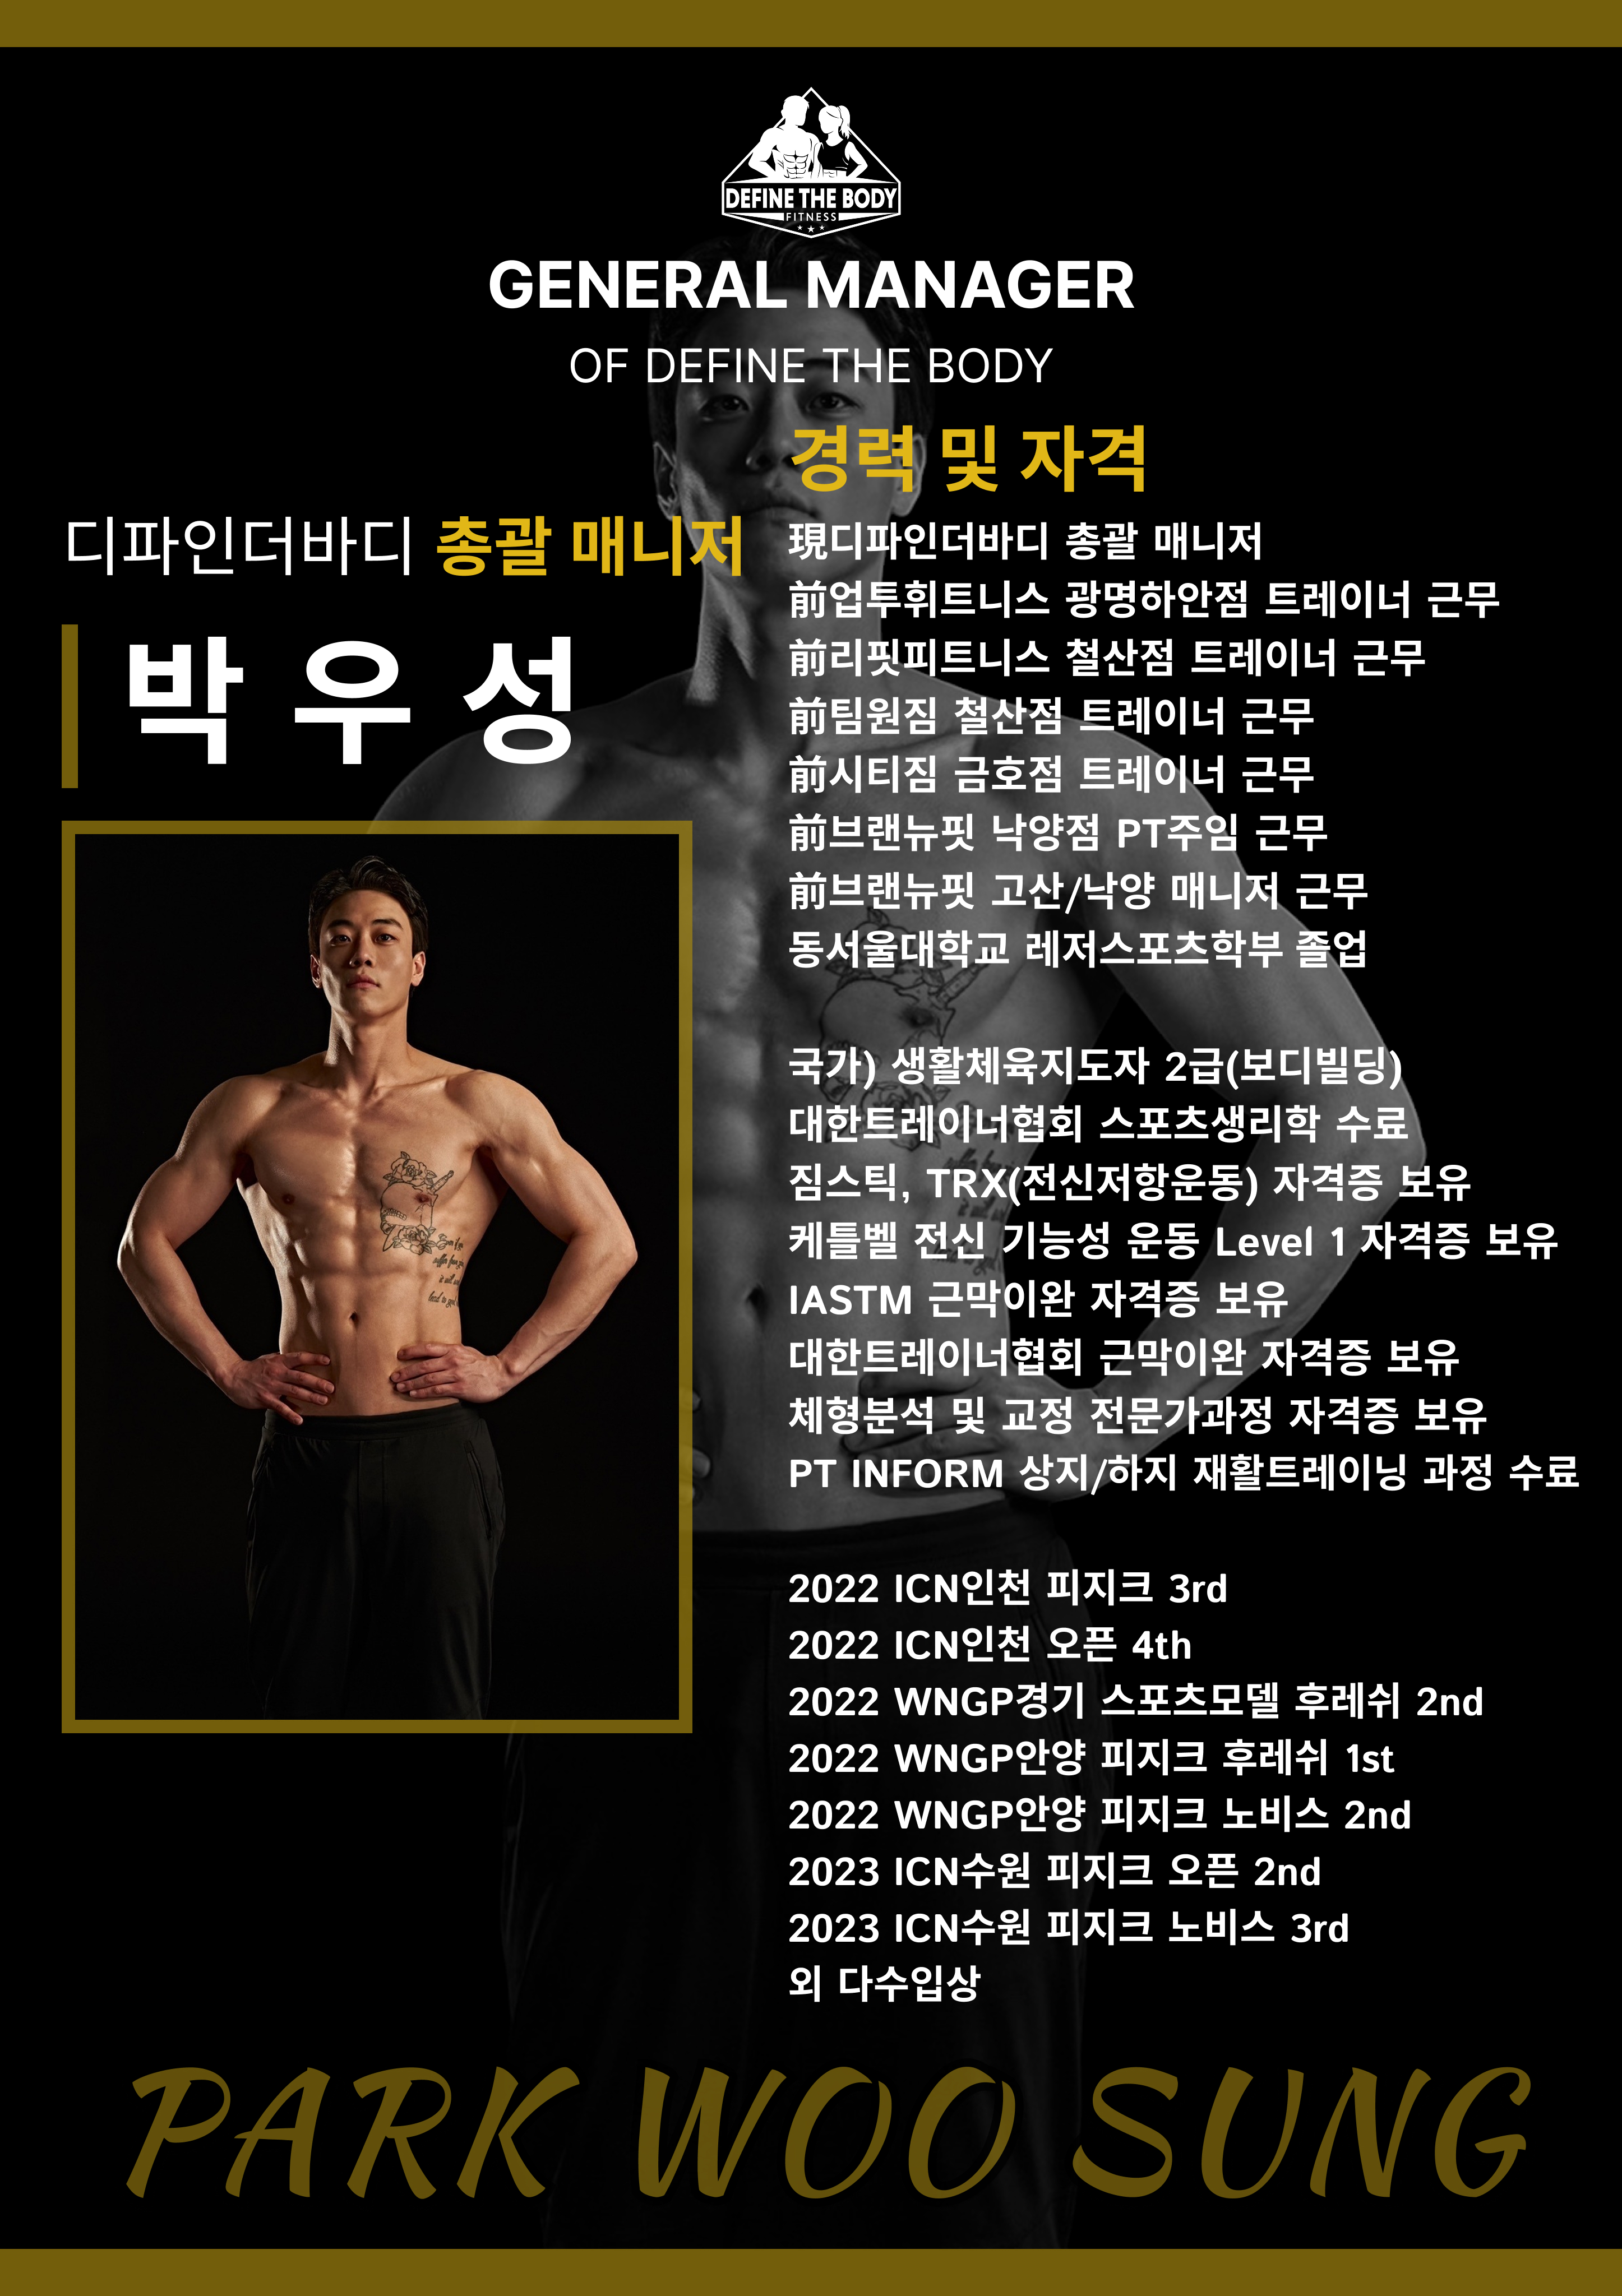 DEFINE THE BODY
FITNESS
GENERAL MANAGER
OF DEFINE THE BODY
디파인더바디 총괄 매니저
박우성
경력 및 자격
現디파인더바디 총괄 매니저
前업투휘트니스 광명하안점 트레이너 근무
前리핏피트니스 철산점 트레이너 근무
前팀원짐 철산점 트레이너 근무
前시티짐 금호점 트레이너 근무
前브랜뉴핏 낙양점 PT주임 근무
前브랜뉴핏 고산/낙양 매니저 근무
동서울대학교 레저스포츠학부 졸업
국가) 생활체육지도자 2급(보디빌딩)
대한트레이너협회 스포츠생리학 수료
짐스틱, TRX(전신저항운동) 자격증 보유
케틀벨 전신 기능성 운동 Level 1 자격증 보유
IASTM 근막이완 자격증 보유
대한트레이너협회 근막이완 자격증 보유
체형분석 및 교정 전문가과정 자격증 보유
PT INFORM 상지/하지 재활트레이닝 과정 수료
2022 ICN인천 피지크 3rd
2022 ICN인천 오픈 4th
2022 WNGP경기 스포츠모델 후레쉬 2nd
2022 WNGP안양 피지크 후레쉬 1st
2022 WNGP안양 피지크 노비스 2nd
2023 ICN수원 피지크 오픈 2nd
2023 ICN수원 피지크 노비스 3rd
외 다수입상
PARK WOO SUNG